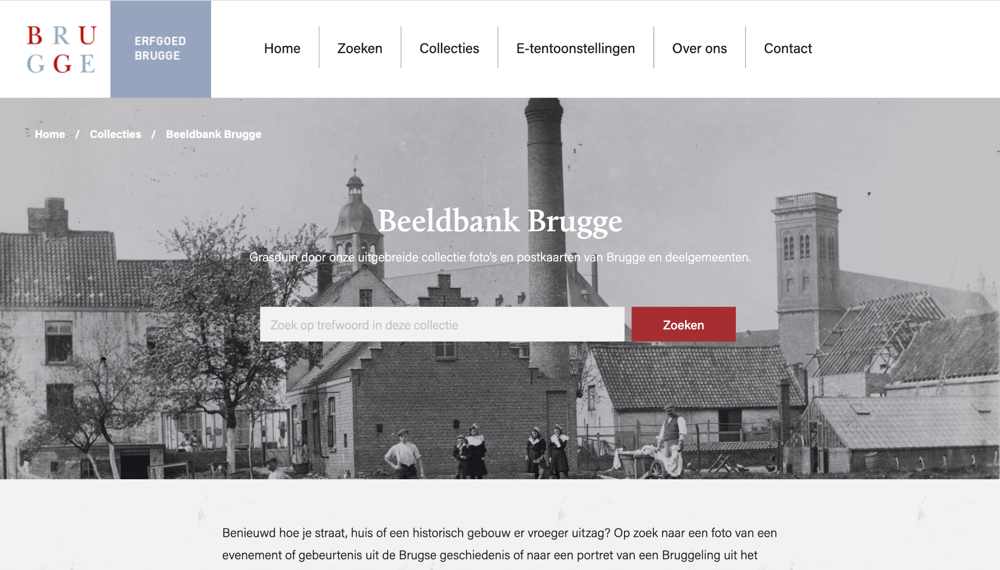 B R U
G G E
ERFGOED
BRUGGE
Home
Zoeken
Collecties
E-tentoonstellingen
Over ons
Contact
Home / Collecties / Beeldbank Brugge
Beeldbank Brugge
Grasduin door onze uitgebreide collectie foto's en postkaarten van Brugge en deelgemeenten.
Zoek op trefwoord in deze collectie
Zoeken
Benieuwd hoe je straat, huis of een historisch gebouw er vroeger uitzag? Op zoek naar een foto van een
evenement of gebeurtenis uit de Brugse geschiedenis of naar een portret van een Bruggeling uit het